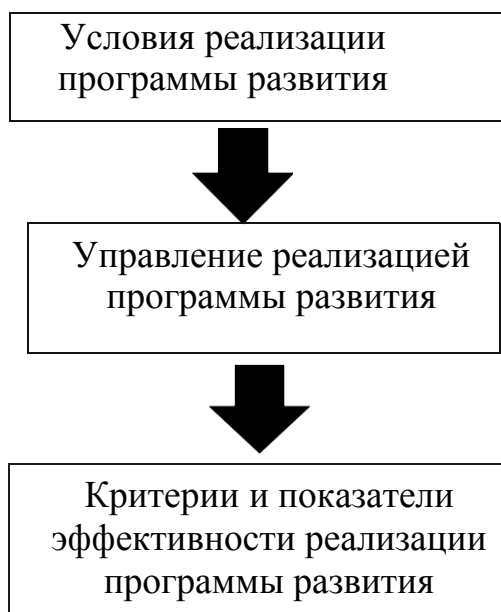 Условия реализации
программы развития
Управление реализацией
программы развития
Критерии и показатели
эффективности реализации
программы развития